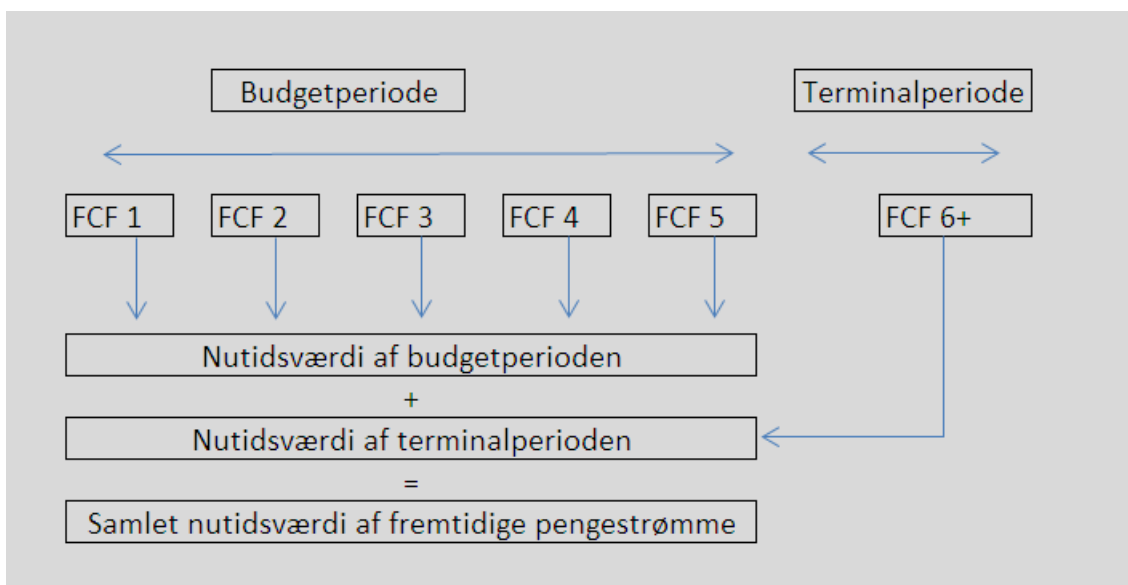 Budgetperiode
Terminalperiode
FCF 1
FCF 2
FCF 3
FCF 4
FCF 5
FCF 6+
Nutidsværdi af budgetperioden
+
Nutidsværdi af terminalperioden
=
Samlet nutidsværdi af fremtidige pengestrømme